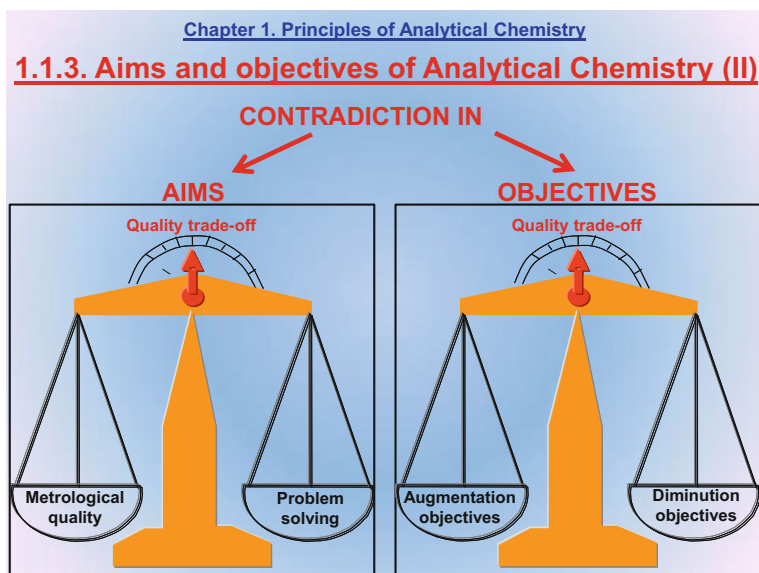 Chapter 1. Principles of Analytical Chemistry
1.1.3. Aims and objectives of Analytical Chemistry (II)
CONTRADICTION IN
AIMS
Quality trade-off
Metrological
quality
Problem
solving
OBJECTIVES
Quality trade-off
Augmentation
objectives
Diminution
objectives